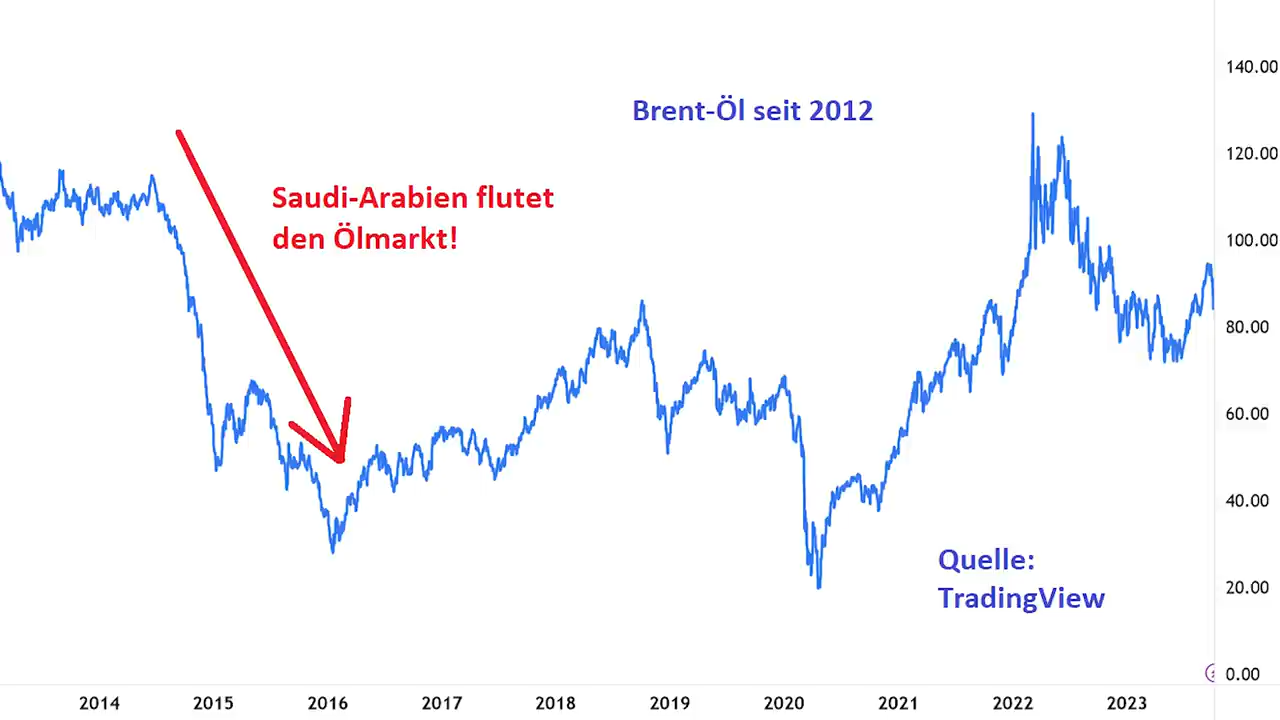 Brent-Öl seit 2012
Saudi-Arabien flutet
den Ölmarkt!
Quelle:
TradingView
140.00
120.00
100.00
80.00
60.00
40.00
20.00
0.00
2014 2015 2016 2017 2018 2019 2020 2021 2022 2023